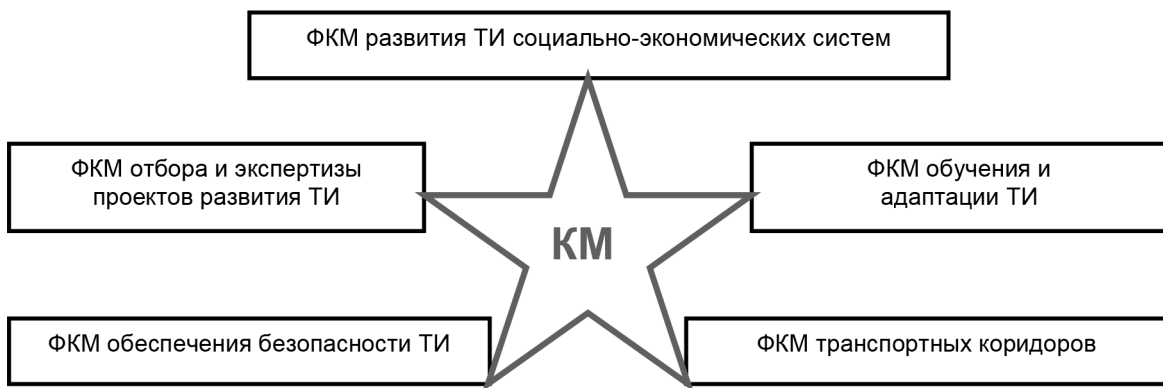 ФКМ развития ТИ социально-экономических систем
ФКМ отбора и экспертизы
проектов развития ТИ
ФКМ обучения и
адаптации ТИ
КМ
ФКМ обеспечения безопасности ТИ
ФКМ транспортных коридоров